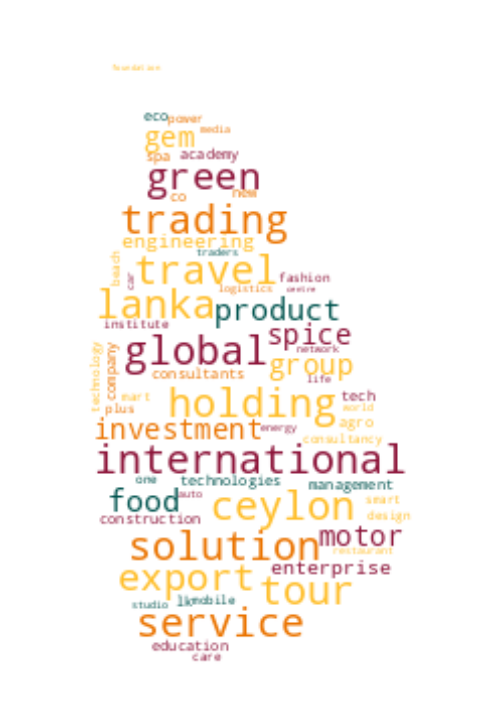 foundation
eco power
media
gem
spa academy
green
co new
trading
engineering
traders
beach car travel fashion
logistics centre
lanka product
institute
spice
global network
technology company consultants group
life
mart holding tech
plus world
agro
investment energy
consultancy
international
one technologies management
food auto ceylon smart
construction design
motor
solution restaurant
enterprise
export tour
studio lk mobile
service
education
care